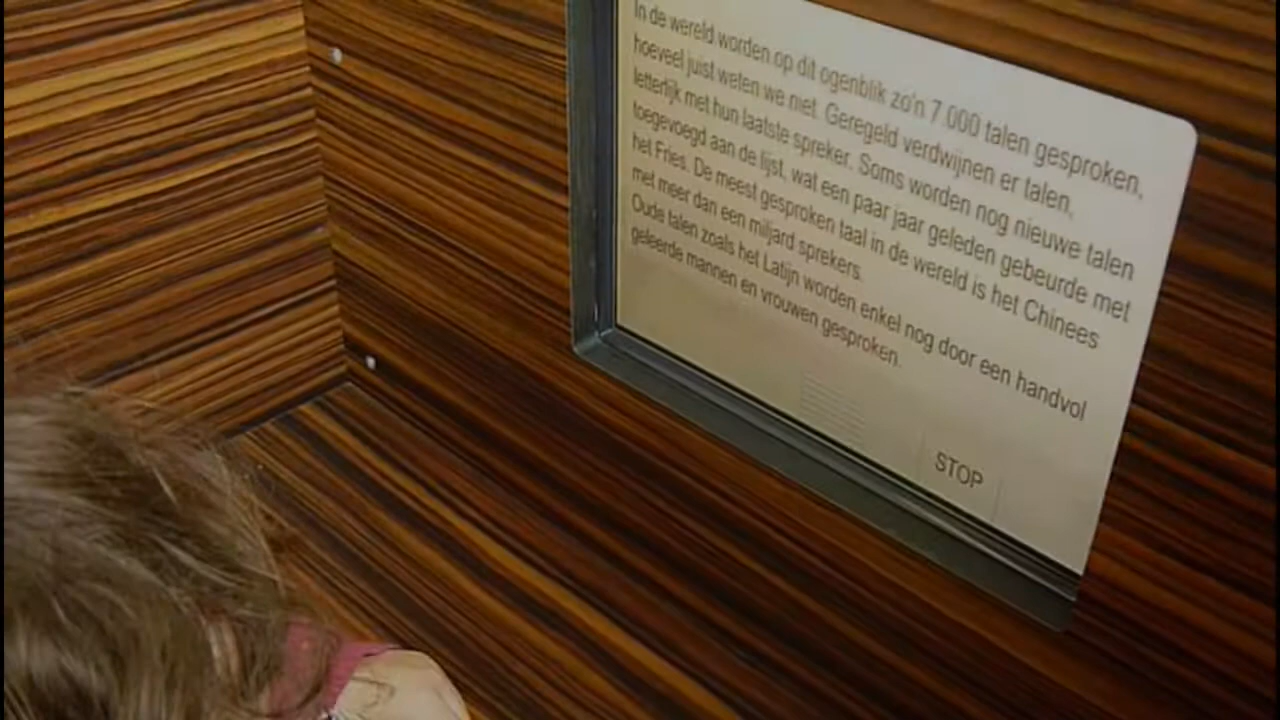 In de wereld worden op dit ogenblik zo'n 7.000 talen gesproken,
hoeveel juist weten we niet. Geregeld verdwijnen er talen,
letterlijk met hun laatste spreker. Soms worden nog nieuwe talen
toegevoegd aan de lijst, wat een paar jaar geleden gebeurde met
het Fries. De meest gesproken taal in de wereld is het Chinees
met meer dan een miljard sprekers.
Oude talen zoals het Latijn worden enkel nog door een handvol
geleerde mannen en vrouwen gesproken.
STOP